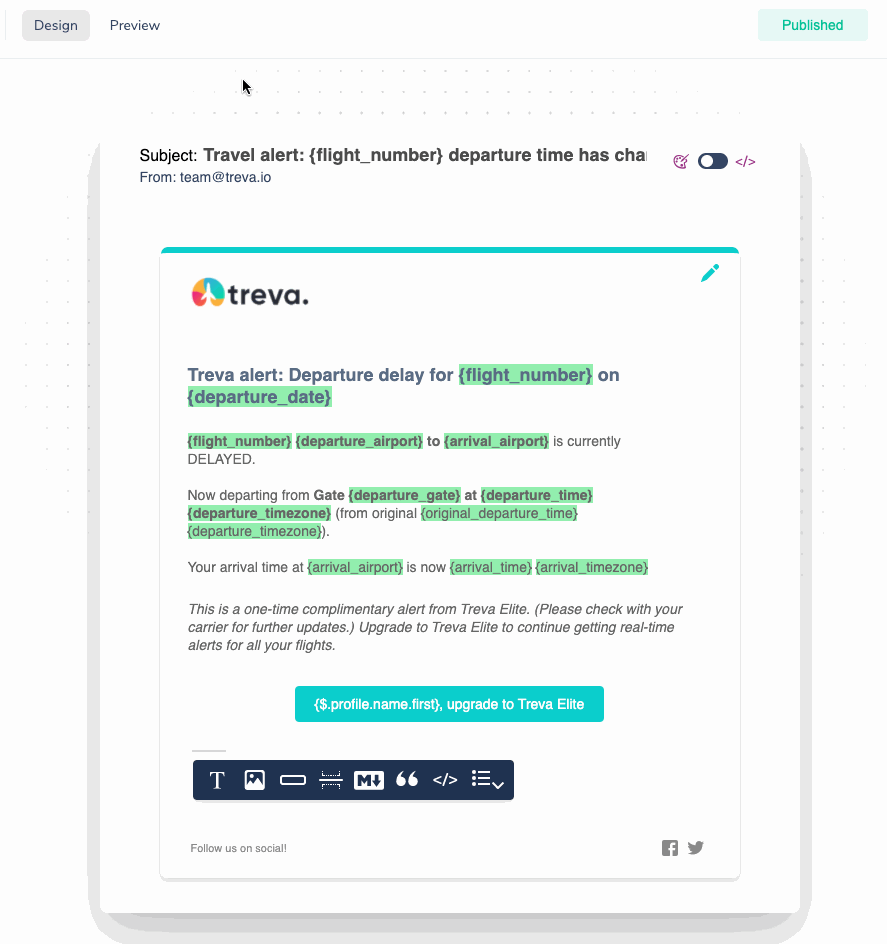 Design Preview Published
Subject: Travel alert: {flight_number} departure time has cha
</>
From: team@treva.io
treva.
Treva alert: Departure delay for {flight_number} on
{departure_date}
{flight_number} {departure_airport} to {arrival_airport} is currently
DELAYED.
Now departing from Gate {departure_gate} at {departure_time}
{departure_timezone} (from original {original_departure_time}
{departure_timezone}).
Your arrival time at {arrival_airport} is now {arrival_time} {arrival_timezone}
This is a one-time complimentary alert from Treva Elite. (Please check with your
carrier for further updates.) Upgrade to Treva Elite to continue getting real-time
alerts for all your flights.
{$.profile.name.first}, upgrade to Treva Elite
T M </>
Follow us on social!